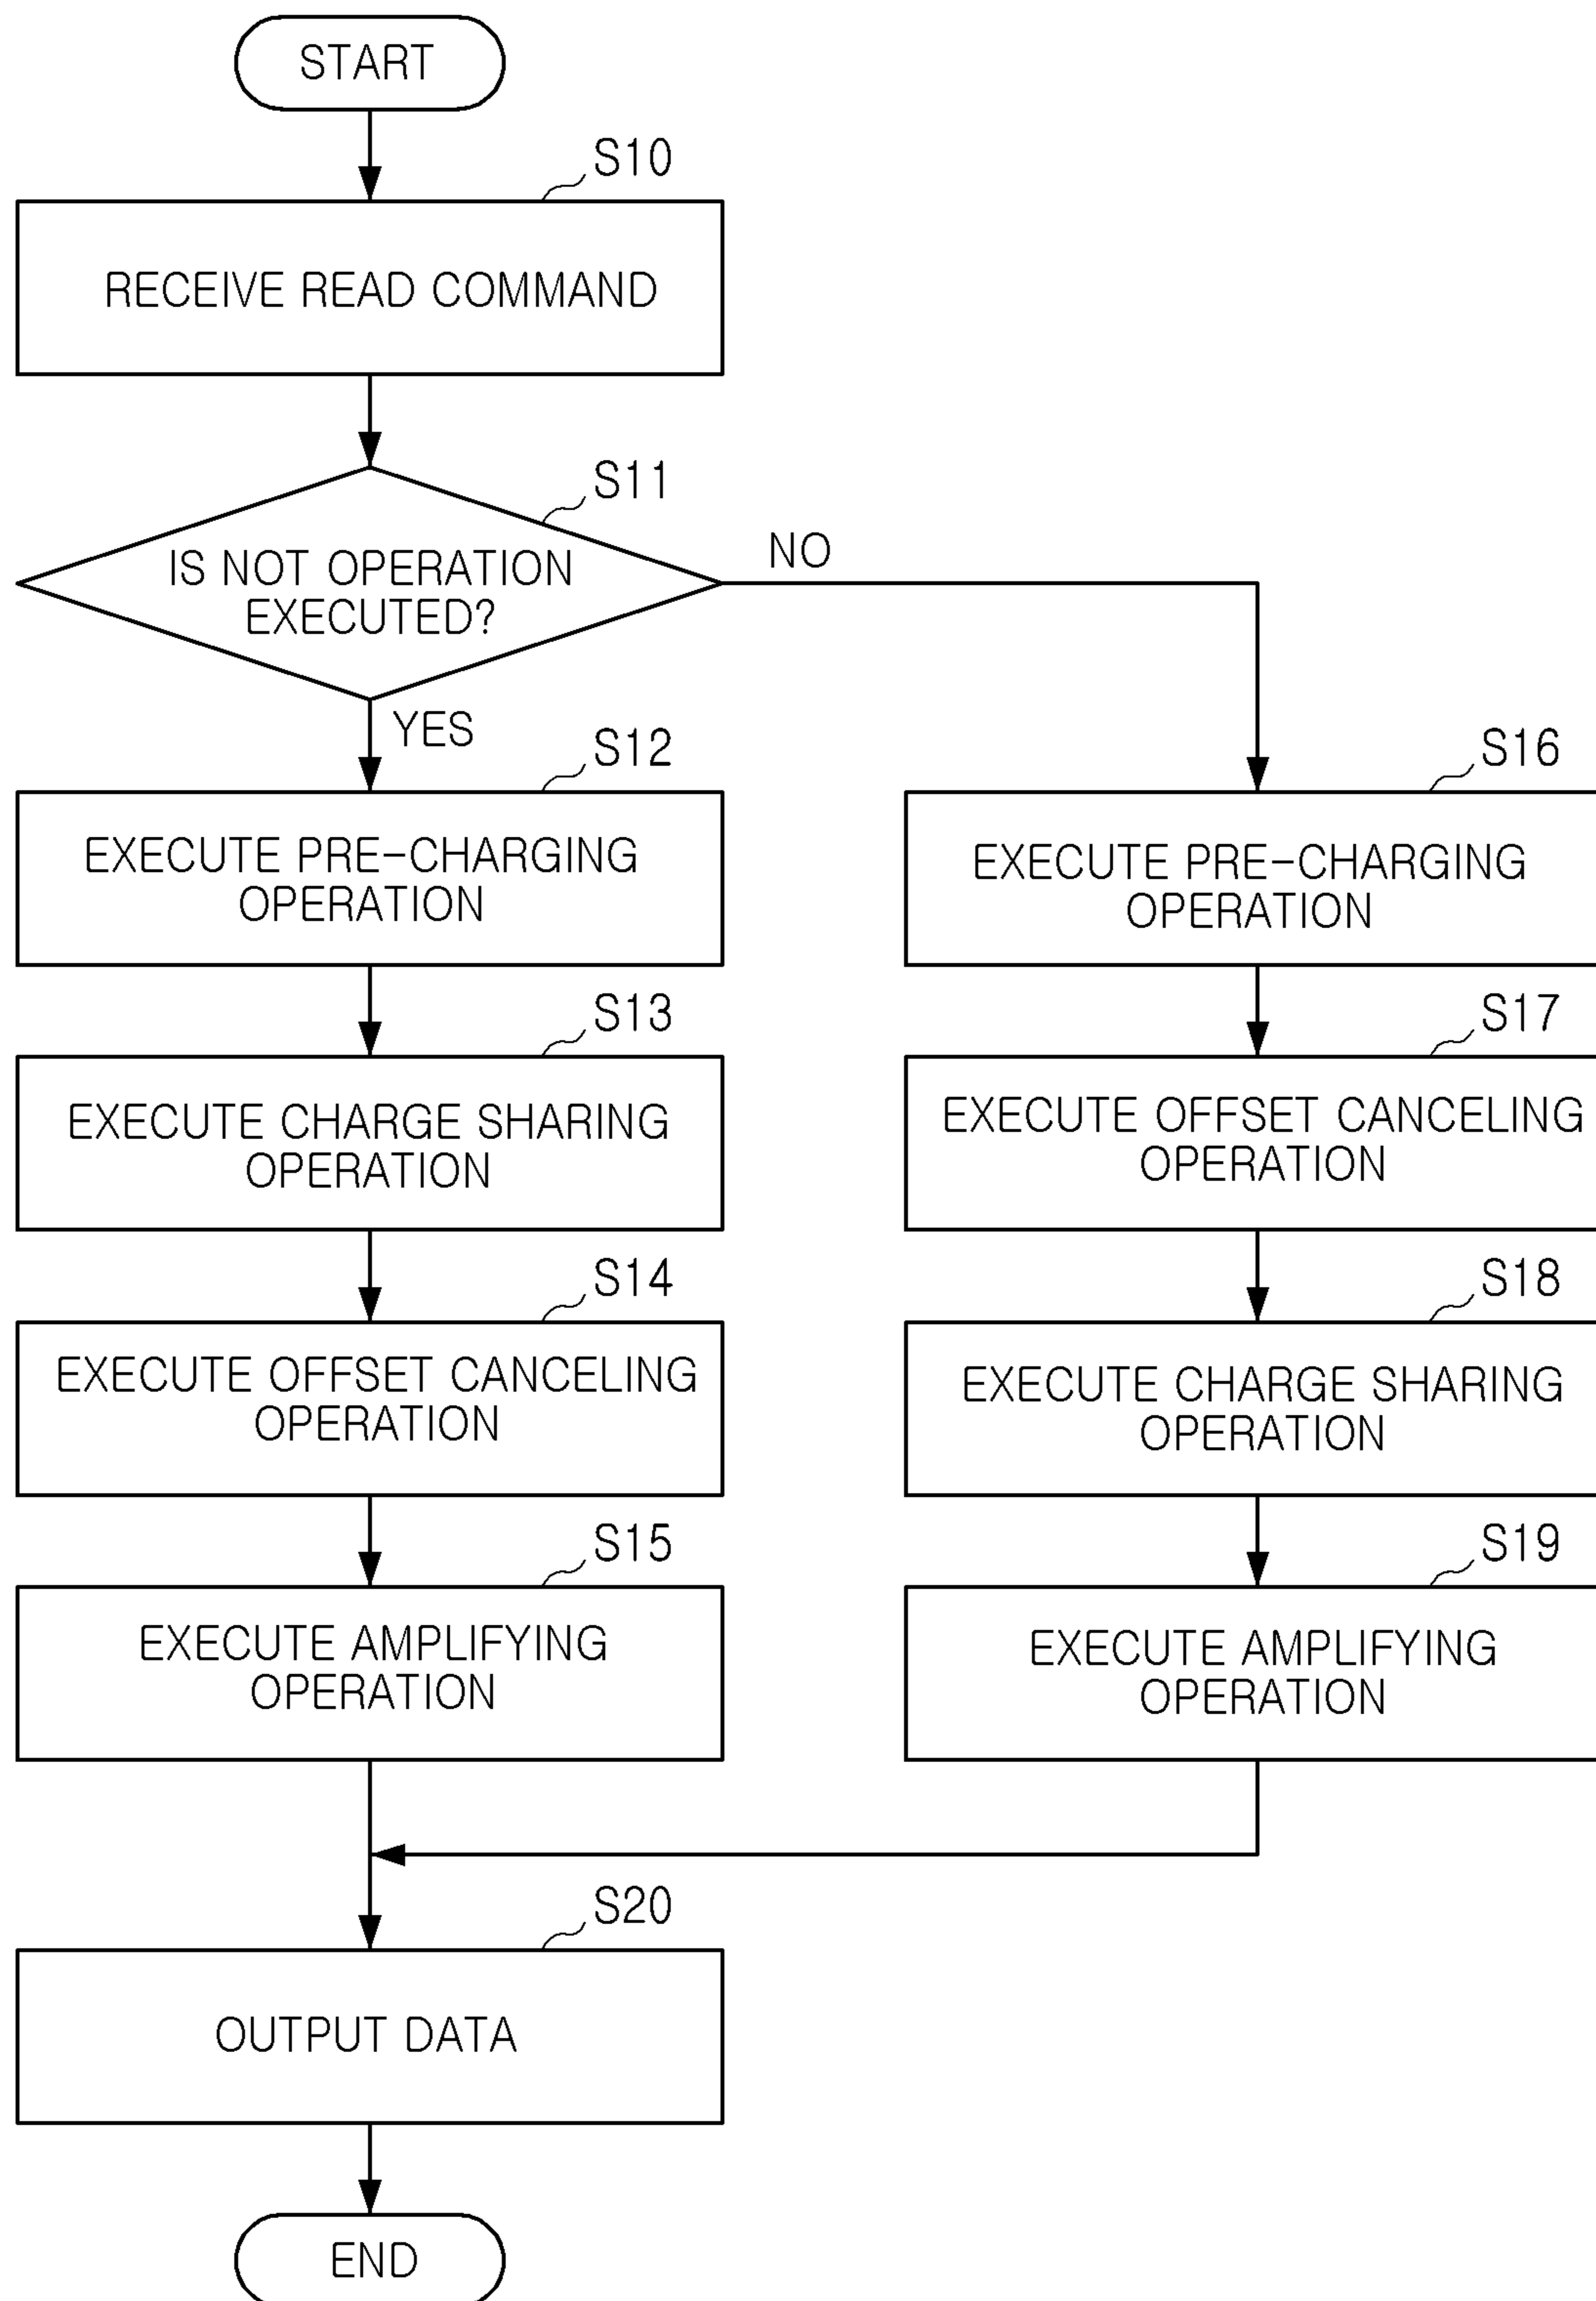 START
S10
RECEIVE READ COMMAND
S11
IS NOT OPERATION
EXECUTED?
NO
YES
S12
EXECUTE PRE-CHARGING
OPERATION
S13
EXECUTE CHARGE SHARING
OPERATION
S14
EXECUTE OFFSET CANCELING
OPERATION
S15
EXECUTE AMPLIFYING
OPERATION
S16
EXECUTE PRE-CHARGING
OPERATION
S17
EXECUTE OFFSET CANCELING
OPERATION
S18
EXECUTE CHARGE SHARING
OPERATION
S19
EXECUTE AMPLIFYING
OPERATION
S20
OUTPUT DATA
END